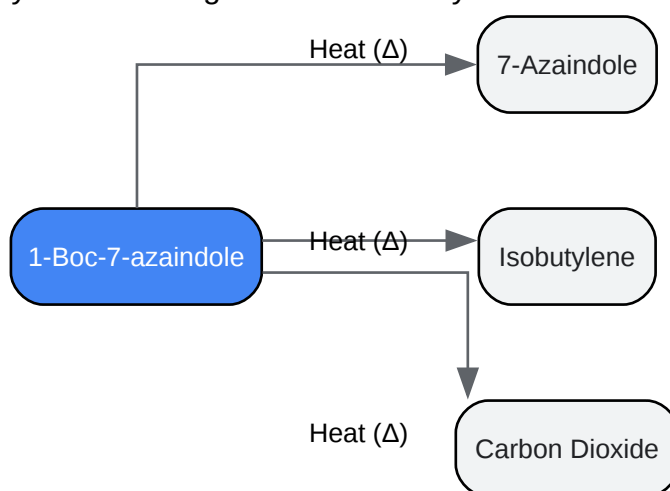 Heat (Δ)
7-Azaindole
1-Boc-7-azaindole
Heat (Δ)
Isobutylene
Heat (Δ)
Carbon Dioxide